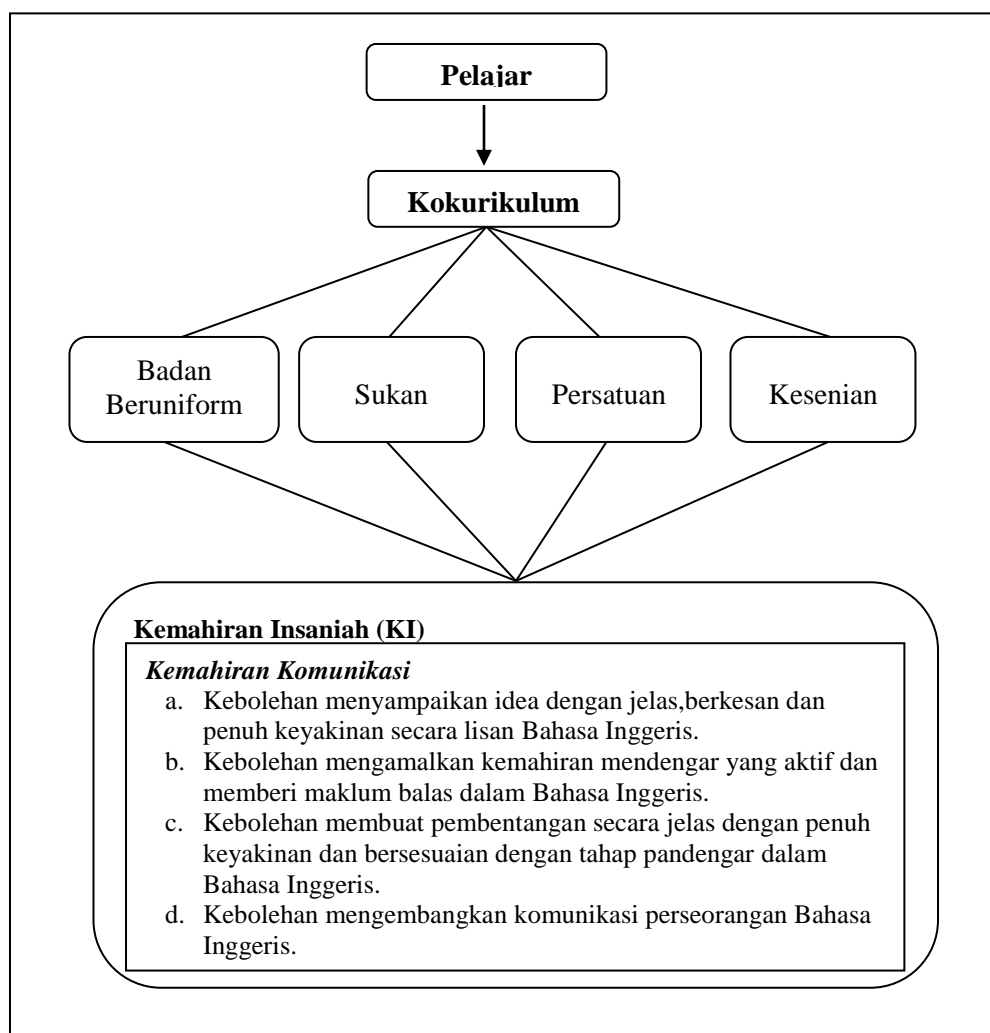 Pelajar
Kokurikulum
Badan
Beruniform
Sukan
Persatuan
Kesenian
Kemahiran Insaniah (KI)
Kemahiran Komunikasi
a. Kebolehan menyampaikan idea dengan jelas,berkesan dan
penuh keyakinan secara lisan Bahasa Inggeris.
b. Kebolehan mengamalkan kemahiran mendengar yang aktif dan
memberi maklum balas dalam Bahasa Inggeris.
c. Kebolehan membuat pembentangan secara jelas dengan penuh
keyakinan dan bersesuaian dengan tahap pandengar dalam
Bahasa Inggeris.
d. Kebolehan mengembangkan komunikasi perseorangan Bahasa
Inggeris.